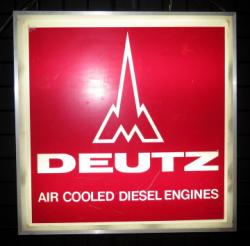 DEUTZ
AIR COOLED DIESEL ENGINES